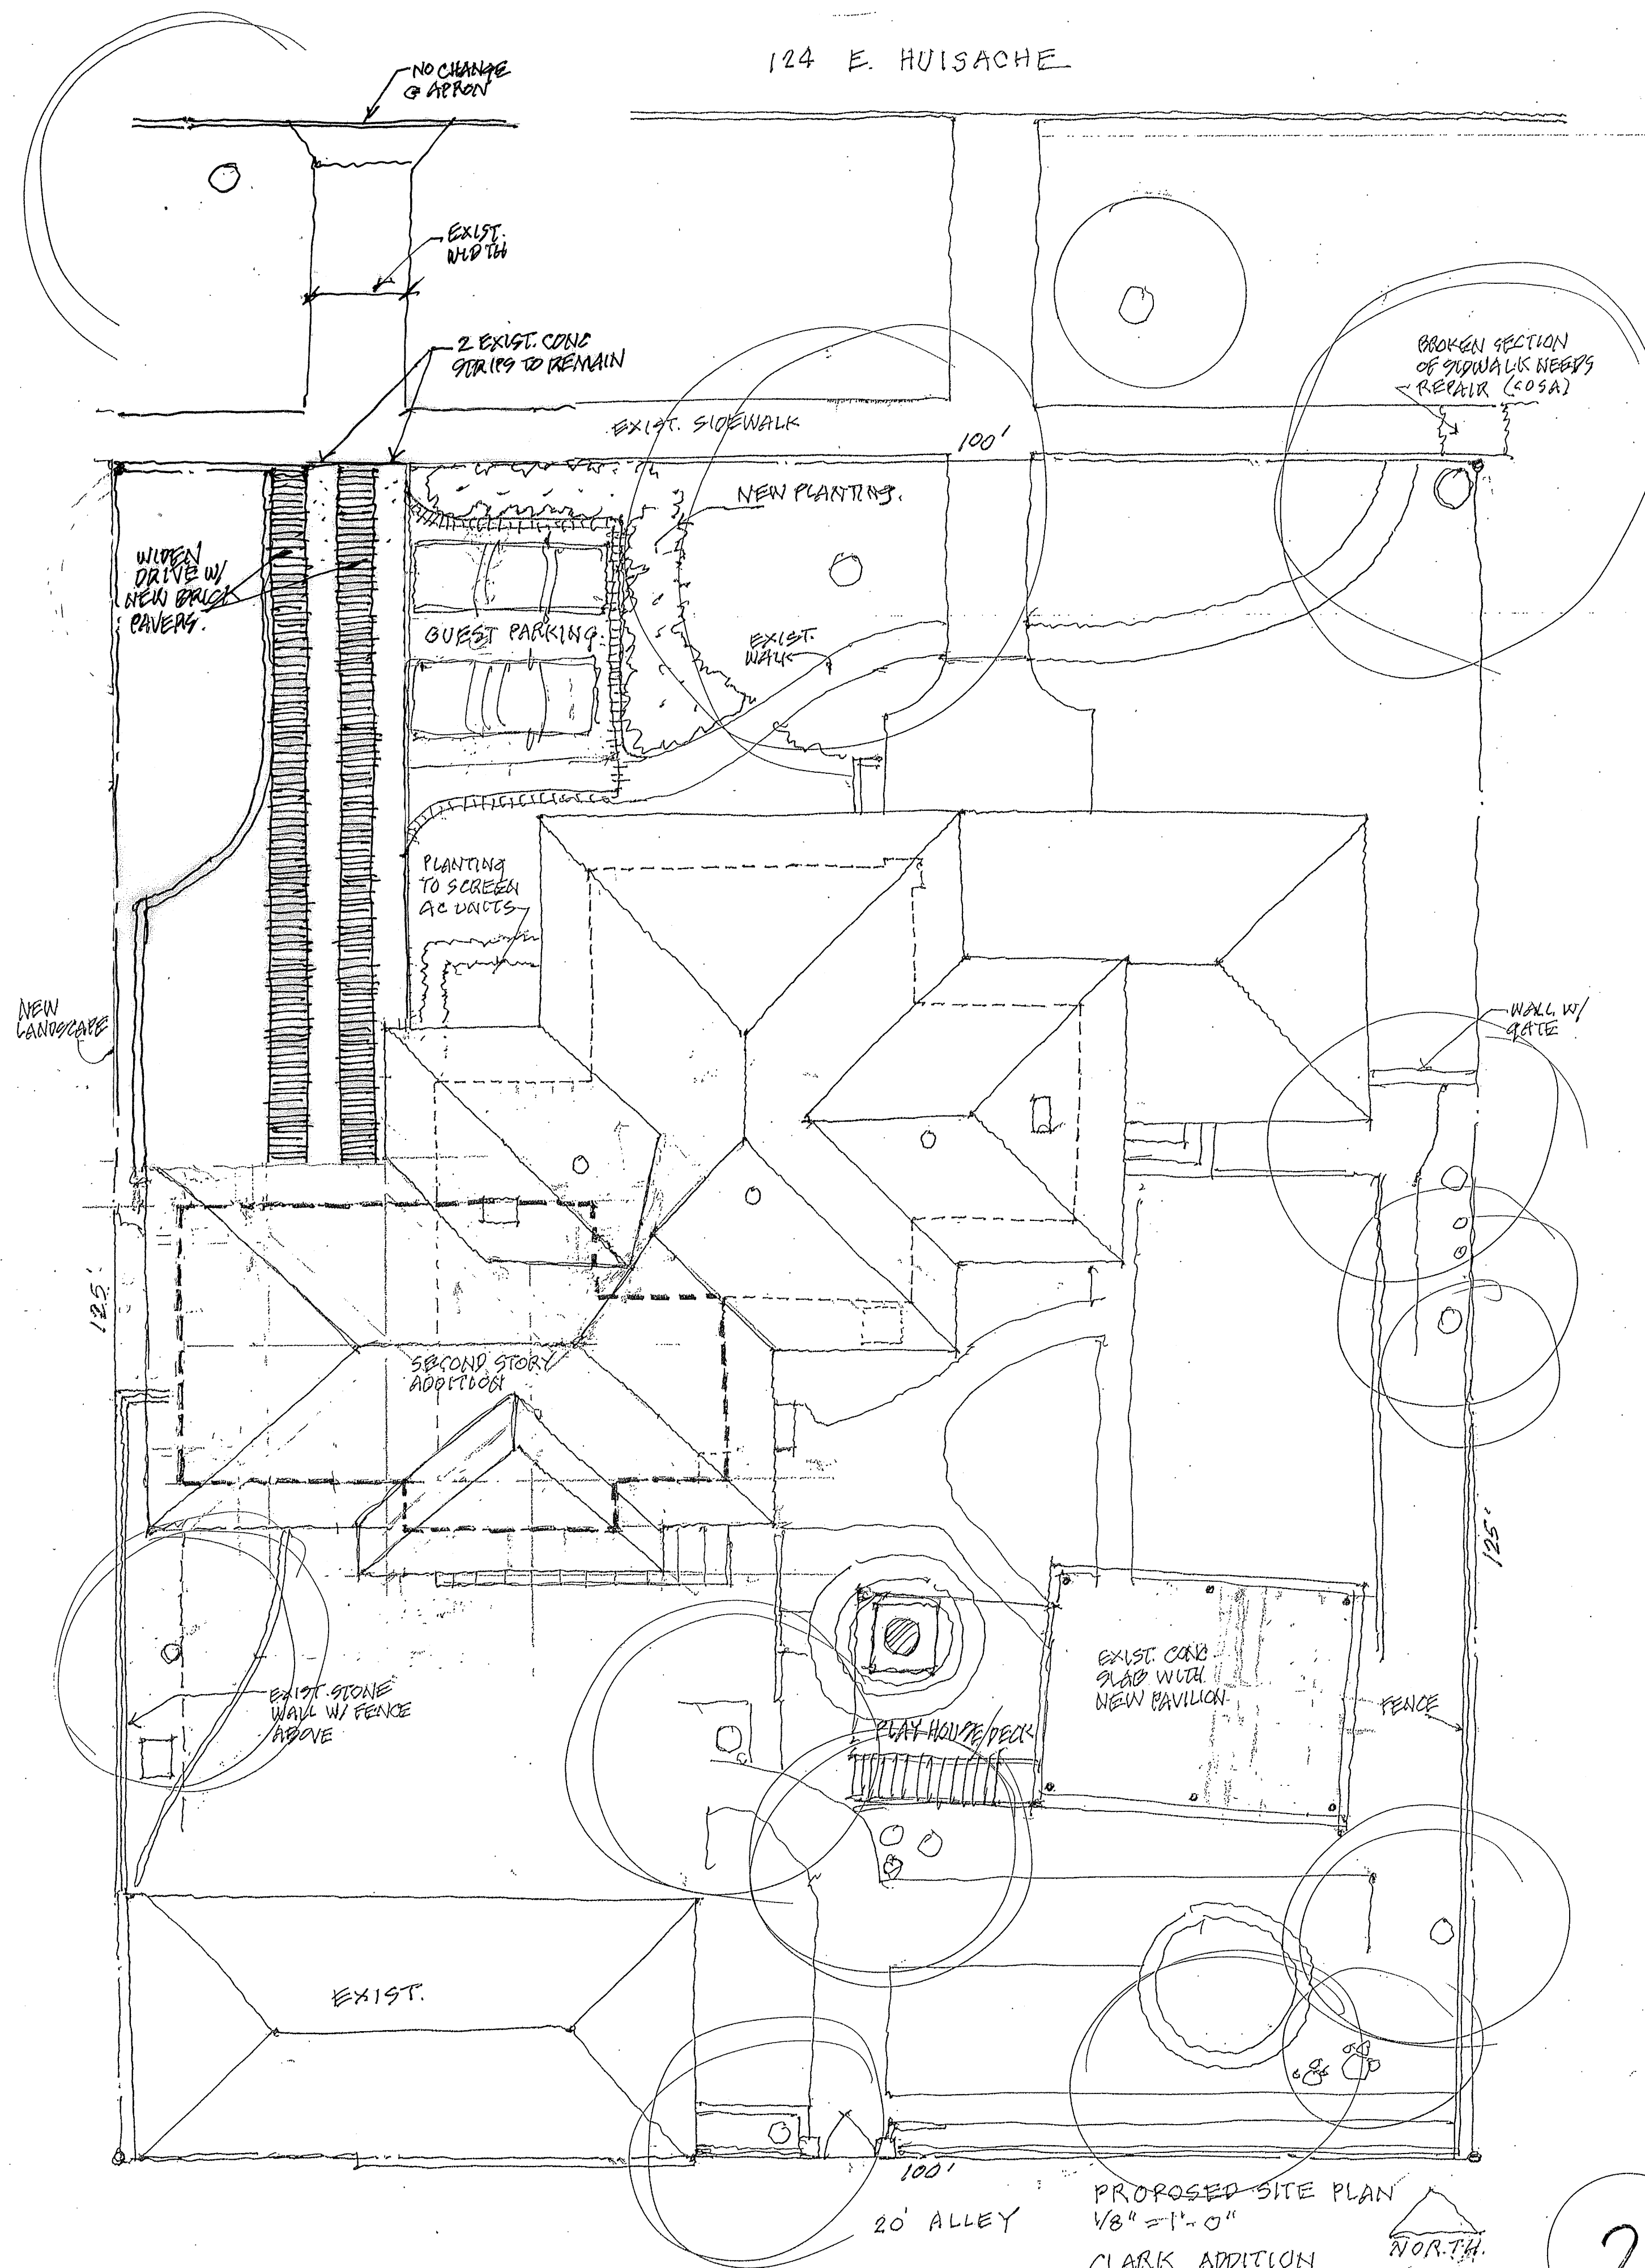 124 E. HUISACHE
NO CHANGE
@ APRON
EXIST.
WIDTH
2 EXIST. CONC
STRIPS TO REMAIN
BROKEN SECTION
OF SIDWALK NEEDS
REPAIR (COSA)
EXIST. SIDEWALK
100'
NEW PLANTING.
WIDEN
DRIVE W/
NEW BRICK
PAVERS.
GUEST PARKING.
EXIST.
WALK
PLANTING
TO SCREEN
AC UNITS
NEW
LANDSCAPE
WALL W/
GATE
125'
SECOND STORY
ADDITION
125'
EXIST. CONC
SLAB WITH
NEW PAVILION
EXIST. STONE
WALL W/ FENCE
ABOVE
FENCE
PLAY HOUSE/DECK
EXIST.
100'
20' ALLEY
PROPOSED SITE PLAN
1/8" = 1'-0"
NORTH.
CLARK ADDITION
2